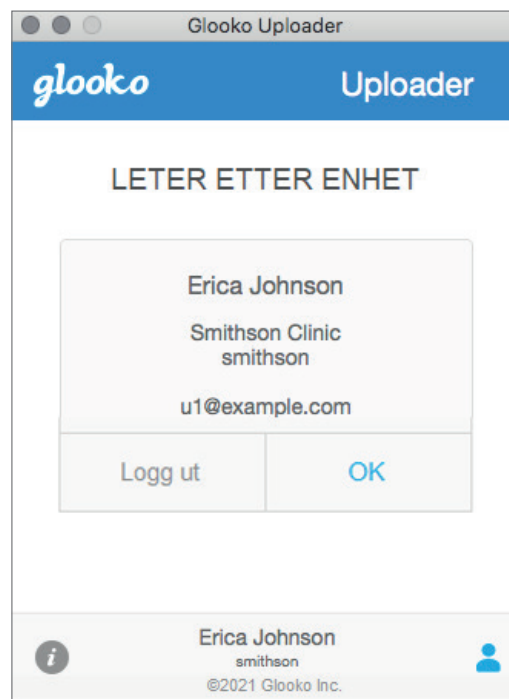 Glooko Uploader
glooko
Uploader
LETER ETTER ENHET
Erica Johnson
Smithson Clinic
smithson
u1@example.com
Logg ut
OK
i
Erica Johnson
smithson
©2021 Glooko Inc.